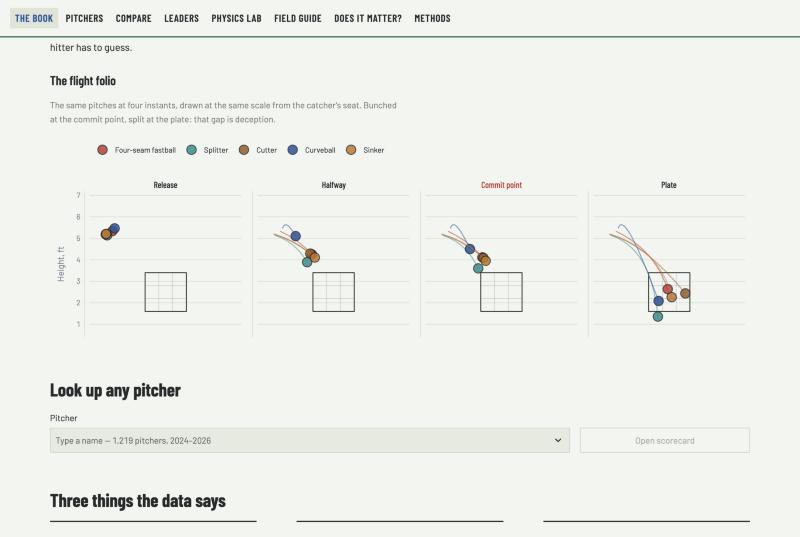 THE BOOK PITCHERS COMPARE LEADERS PHYSICS LAB FIELD GUIDE DOES IT MATTER? METHODS
hitter has to guess.
The flight folio
The same pitches at four instants, drawn at the same scale from the catcher's seat. Bunched
at the commit point, split at the plate: that gap is deception.
Four-seam fastball Splitter Cutter Curveball Sinker
Release Halfway Commit point Plate
7
6
5
4
3
2
1
Height, ft
Look up any pitcher
Pitcher
Type a name — 1,219 pitchers, 2024–2026
Open scorecard
Three things the data says